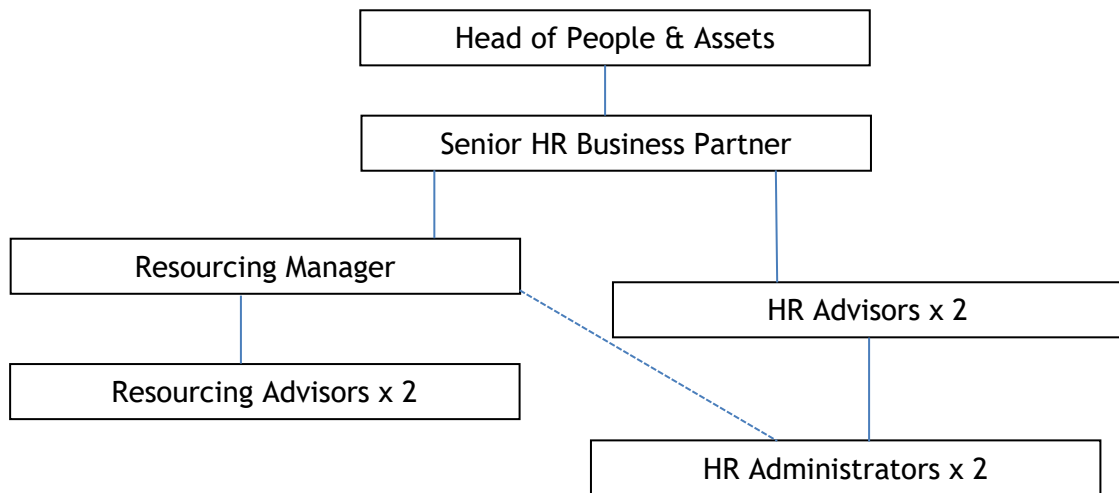 Head of People & Assets
Senior HR Business Partner
Resourcing Manager
HR Advisors x 2
Resourcing Advisors x 2
HR Administrators x 2